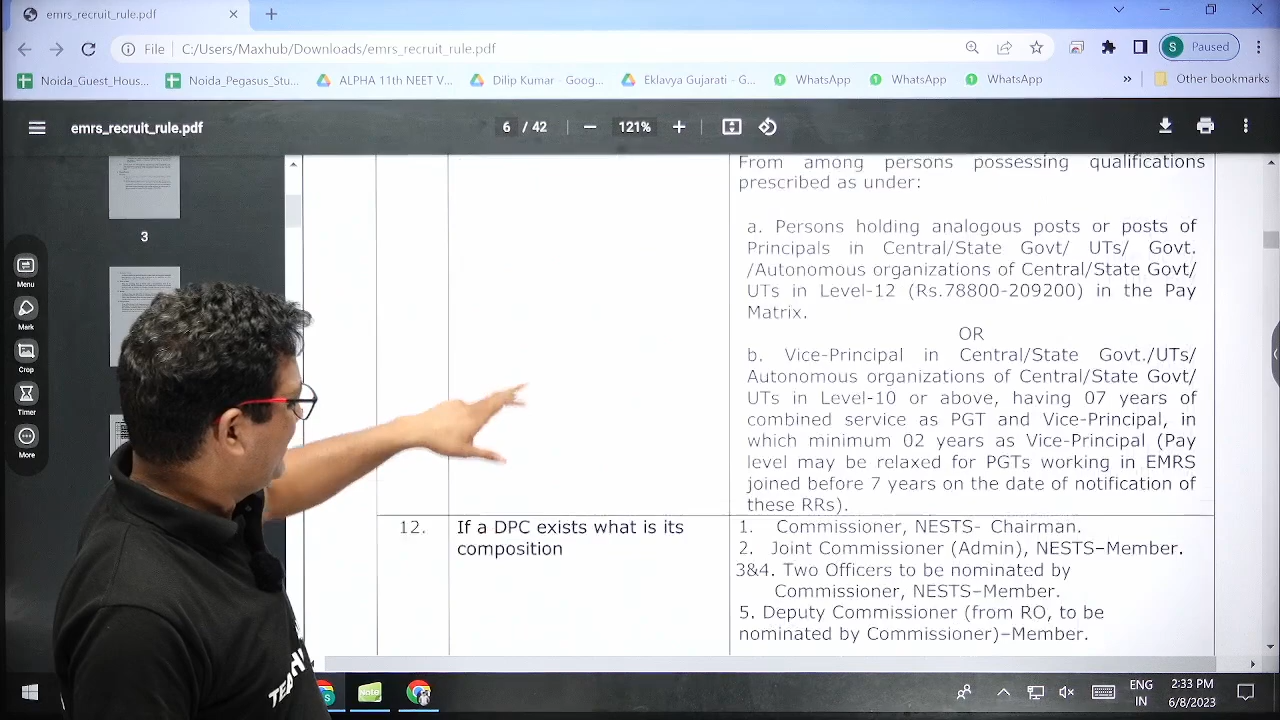 emrs_recruit_rule.pdf
File
C:/Users/Maxhub/Downloads/emrs_recruit_rule.pdf
S Paused
Noida_Guest_Hous...
Noida_Pegasus_Stu...
ALPHA 11th NEET V...
Dilip Kumar - Goog...
Eklavya Gujarati - G...
WhatsApp
WhatsApp
WhatsApp
»
Other bookmarks
emrs_recruit_rule.pdf
6 / 42
121%
3
Menu
Mark
Crop
Timer
More
From among persons possessing qualifications
prescribed as under:
a. Persons holding analogous posts or posts of
Principals in Central/State Govt/ UTs/ Govt.
/Autonomous organizations of Central/State Govt/
UTs in Level-12 (Rs.78800-209200) in the Pay
Matrix.
OR
b. Vice-Principal in Central/State Govt./UTs/
Autonomous organizations of Central/State Govt/
UTs in Level-10 or above, having 07 years of
combined service as PGT and Vice-Principal, in
which minimum 02 years as Vice-Principal (Pay
level may be relaxed for PGTs working in EMRS
joined before 7 years on the date of notification of
these RRs).
12.
If a DPC exists what is its
composition
1. Commissioner, NESTS- Chairman.
2. Joint Commissioner (Admin), NESTS–Member.
3&4. Two Officers to be nominated by
Commissioner, NESTS–Member.
5. Deputy Commissioner (from RO, to be
nominated by Commissioner)–Member.
Note
ENG
IN
2:33 PM
6/8/2023